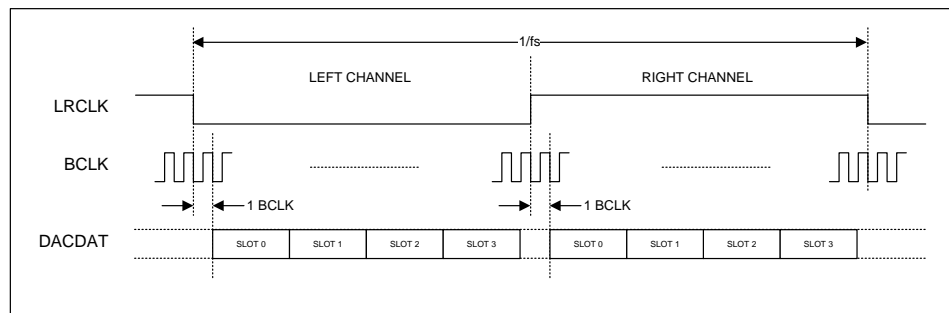 1/fs
LEFT CHANNEL RIGHT CHANNEL
LRCLK
BCLK
1 BCLK 1 BCLK
DACDAT
SLOT 0 SLOT 1 SLOT 2 SLOT 3 SLOT 0 SLOT 1 SLOT 2 SLOT 3